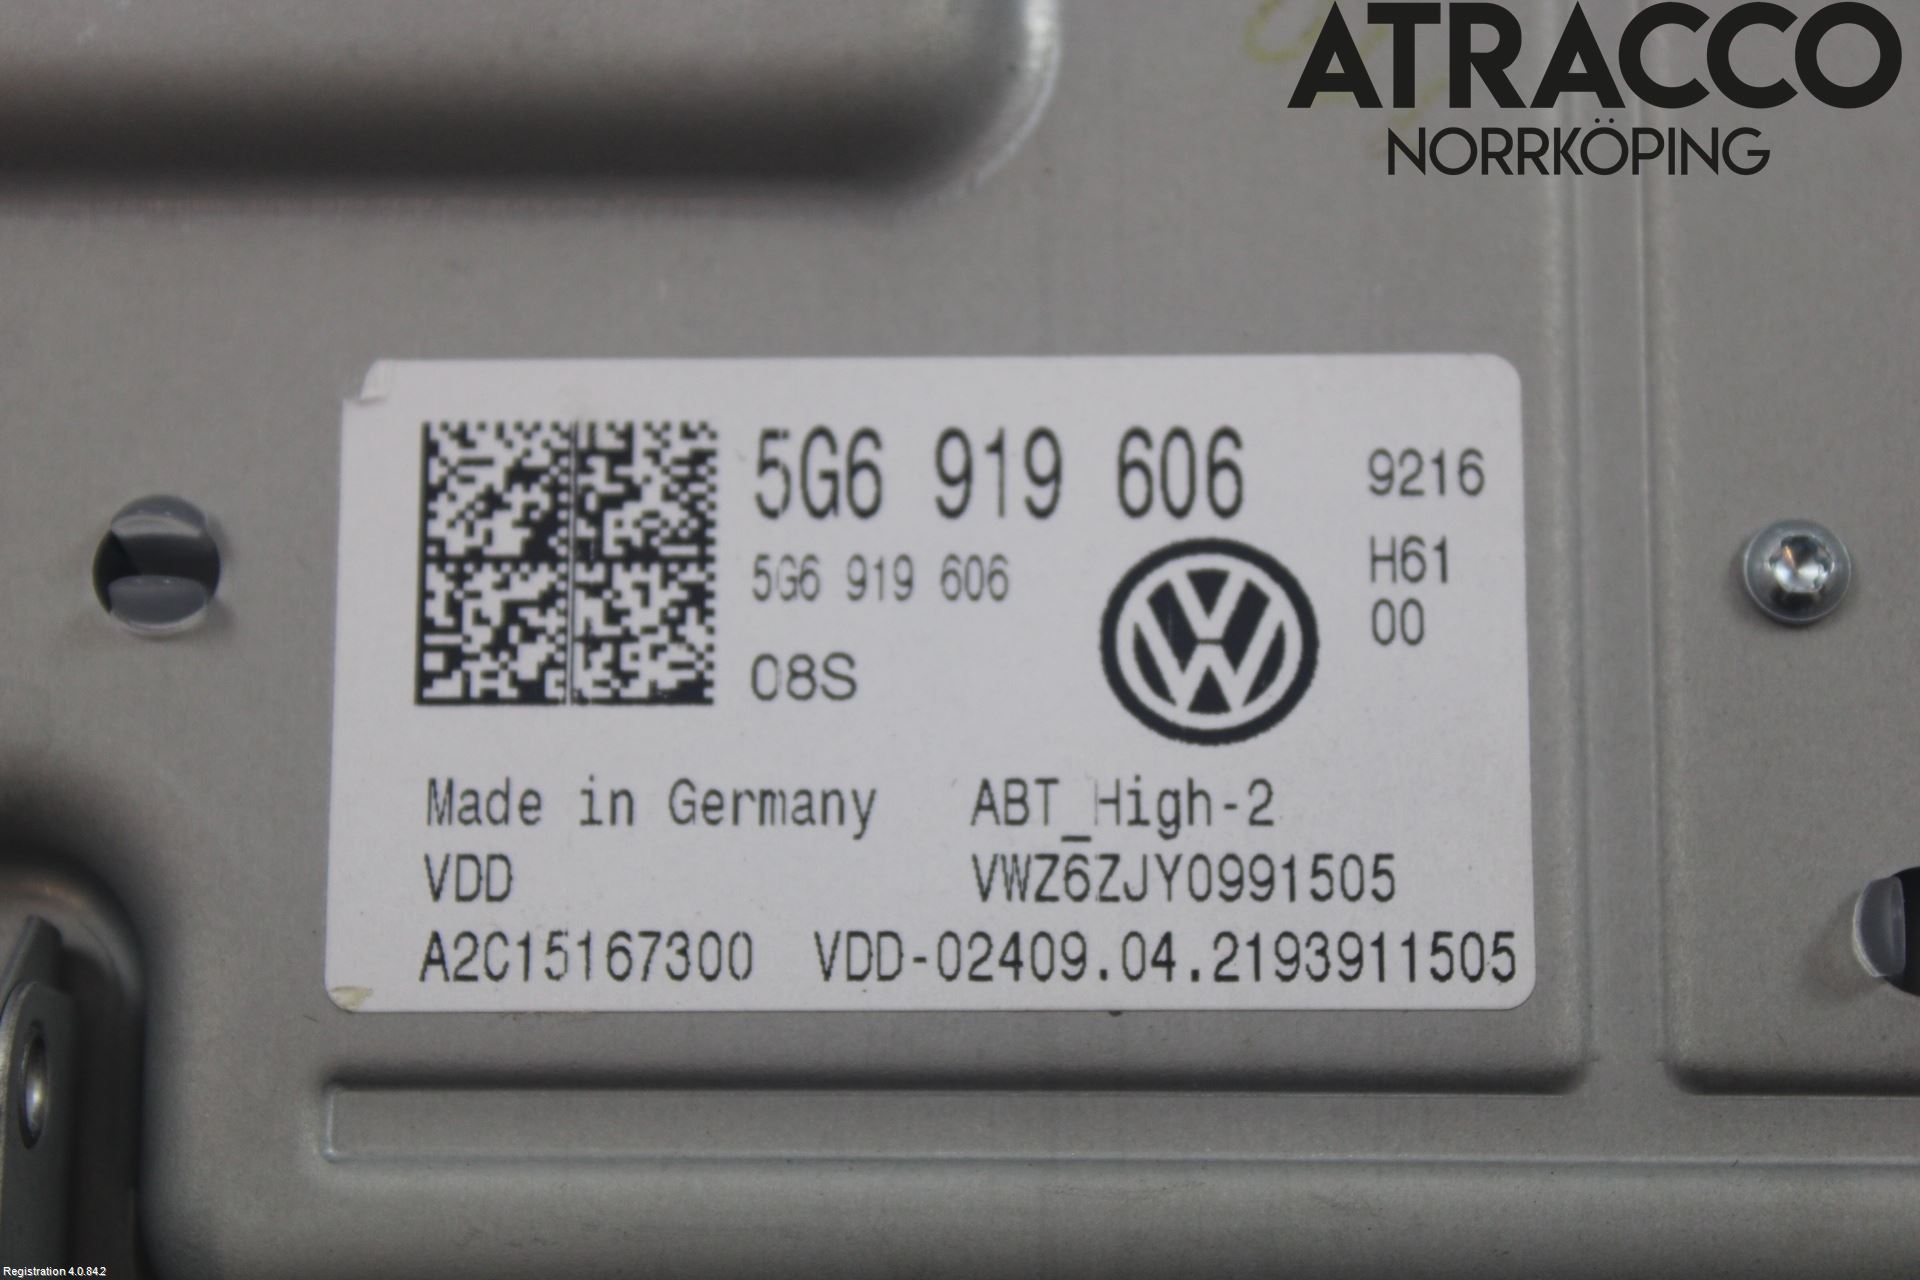 ATRACCO
NORRKÖPING
5G6 919 606
9216
5G6 919 606
H61
00
08S
Made in Germany ABT_High-2
VDD VWZ6ZJY0991505
A2C15167300 VDD-02409.04.2193911505
Registration 4.0.84.2